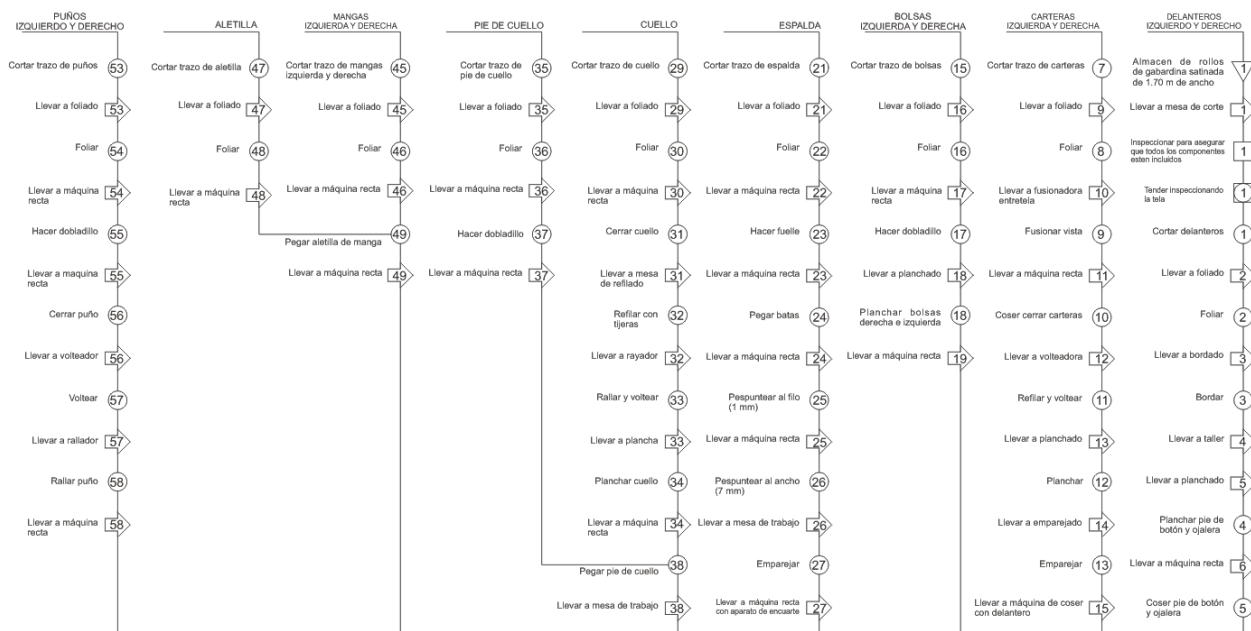 PUÑOS
IZQUIERDO Y DERECHO
Cortar trazo de puños 53
Llevar a foliado 53
Foliar 54
Llevar a máquina 54
recta
Hacer dobladillo 55
Llevar a maquina 55
recta
Cerrar puño 56
Llevar a volteador 56
Voltear 57
Llevar a rallador 57
Rallar puño 58
Llevar a máquina 58
recta
ALETILLA
Cortar trazo de aletilla 47
Llevar a foliado 47
Foliar 48
Llevar a máquina 48
recta
MANGAS
IZQUIERDA Y DERECHA
Cortar trazo de mangas 45
izquierda y derecha
Llevar a foliado 45
Foliar 46
Llevar a máquina recta 46
Pegar aletilla de manga 49
Llevar a máquina recta 49
PIE DE CUELLO
Cortar trazo de 35
pie de cuello
Llevar a foliado 35
Foliar 36
Llevar a máquina recta 36
Hacer dobladillo 37
Llevar a máquina recta 37
CUELLO
Cortar trazo de cuello 29
Llevar a foliado 29
Foliar 30
Llevar a máquina 30
recta
Cerrar cuello 31
Llevar a mesa 31
de refilado
Refilar con 32
tijeras
Llevar a rayador 32
Rallar y voltear 33
Llevar a plancha 33
Planchar cuello 34
Llevar a máquina 34
recta
Pegar pie de cuello 38
Llevar a mesa de trabajo 38
ESPALDA
Cortar trazo de espalda 21
Llevar a foliado 21
Foliar 22
Llevar a máquina recta 22
Hacer fuelle 23
Llevar a máquina recta 23
Pegar batas 24
Llevar a máquina recta 24
Pespuntear al filo 25
(1 mm)
Llevar a máquina recta 25
Pespuntear al ancho 26
(7 mm)
Llevar a mesa de trabajo 26
Emparejar 27
Llevar a máquina recta 27
con aparato de encuarte
BOLSAS
IZQUIERDA Y DERECHA
Cortar trazo de bolsas 15
Llevar a foliado 16
Foliar 16
Llevar a máquina 17
recta
Hacer dobladillo 17
Llevar a planchado 18
Planchar bolsas 18
derecha e izquierda
Llevar a máquina recta 19
CARTERAS
IZQUIERDA Y DERECHA
Cortar trazo de carteras 7
Llevar a foliado 9
Foliar 8
Llevar a fusionadora 10
entretela
Fusionar vista 9
Llevar a máquina recta 11
Coser cerrar carteras 10
Llevar a volteadora 12
Refilar y voltear 11
Llevar a planchado 13
Planchar 12
Llevar a emparejado 14
Emparejar 13
Llevar a máquina de coser 15
con delantero
DELANTEROS
IZQUIERDO Y DERECHO
Almacen de rollos 1
de gabardina satinada
de 1.70 m de ancho
Llevar a mesa de corte 1
Inspeccionar para asegurar 1
que todos los componentes
esten incluidos
Tender inspeccionando 1
la tela
Cortar delanteros 1
Llevar a foliado 2
Foliar 2
Llevar a bordado 3
Bordar 3
Llevar a taller 4
Llevar a planchado 5
Planchar pie de 4
botón y ojalera
Llevar a máquina recta 6
Coser pie de botón 5
y ojalera